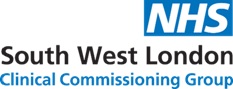 NHS
South West London
Clinical Commissioning Group